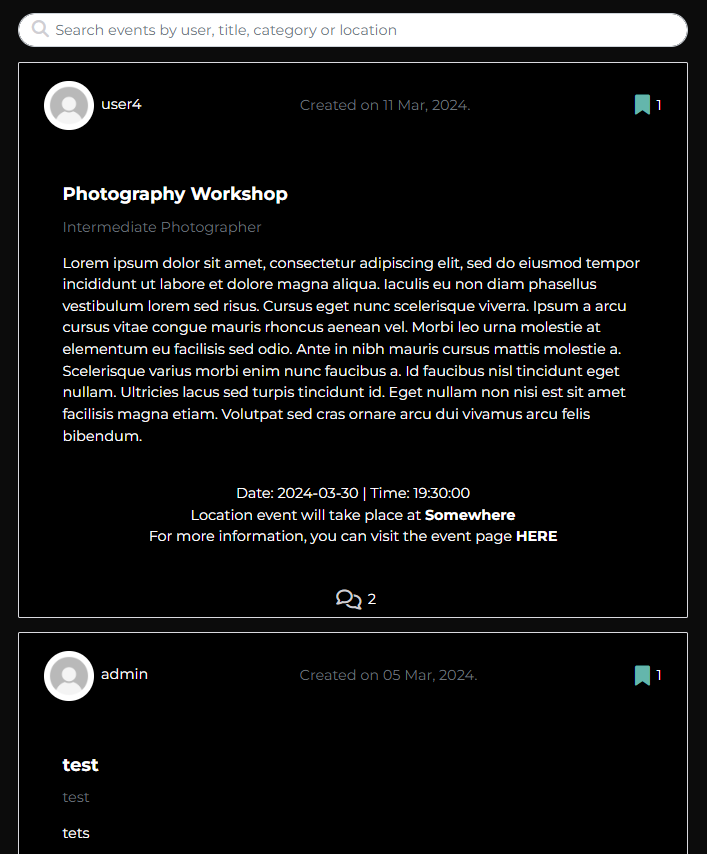 Search events by user, title, category or location
user4
Created on 11 Mar, 2024.
1
Photography Workshop
Intermediate Photographer
Lorem ipsum dolor sit amet, consectetur adipiscing elit, sed do eiusmod tempor
incididunt ut labore et dolore magna aliqua. Iaculis eu non diam phasellus
vestibulum lorem sed risus. Cursus eget nunc scelerisque viverra. Ipsum a arcu
cursus vitae congue mauris rhoncus aenean vel. Morbi leo urna molestie at
elementum eu facilisis sed odio. Ante in nibh mauris cursus mattis molestie a.
Scelerisque varius morbi enim nunc faucibus a. Id faucibus nisl tincidunt eget
nullam. Ultricies lacus sed turpis tincidunt id. Eget nullam non nisi est sit amet
facilisis magna etiam. Volutpat sed cras ornare arcu dui vivamus arcu felis
bibendum.
Date: 2024-03-30 | Time: 19:30:00
Location event will take place at Somewhere
For more information, you can visit the event page HERE
2
admin
Created on 05 Mar, 2024.
1
test
test
tets